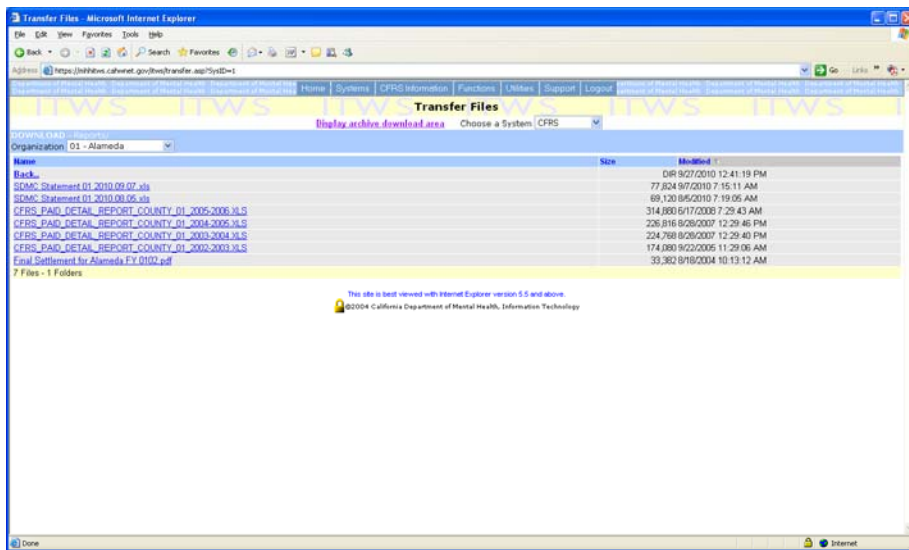 Transfer Files - Microsoft Internet Explorer
File Edit View Favorites Tools Help
Back Search Favorites
Address https://mhhitws.cahwnet.gov/itws/transfer.asp?SysID=1 Go Links
Home Systems CFRS Information Functions Utilities Support Logout
ITWS ITWS ITWS ITWS
Transfer Files
Display archive download area Choose a System CFRS
DOWNLOAD - Reports/
Organization 01 - Alameda
Name Size Modified
Back.. DIR 9/27/2010 12:41:19 PM
SDMC Statement 01 2010.09.07.xls 77,824 9/7/2010 7:15:11 AM
SDMC Statement 01 2010.08.05.xls 69,120 8/5/2010 7:19:05 AM
CFRS_PAID_DETAIL_REPORT_COUNTY_01_2005-2006.XLS 314,880 6/17/2008 7:29:43 AM
CFRS_PAID_DETAIL_REPORT_COUNTY_01_2004-2005.XLS 226,816 8/28/2007 12:29:46 PM
CFRS_PAID_DETAIL_REPORT_COUNTY_01_2003-2004.XLS 224,768 8/28/2007 12:29:40 PM
CFRS_PAID_DETAIL_REPORT_COUNTY_01_2002-2003.XLS 174,080 9/22/2005 11:29:06 AM
Final Settlement for Alameda FY 0102.pdf 33,382 8/18/2004 10:13:12 AM
7 Files - 1 Folders
This site is best viewed with Internet Explorer version 5.5 and above.
©2004 California Department of Mental Health, Information Technology
Done Internet